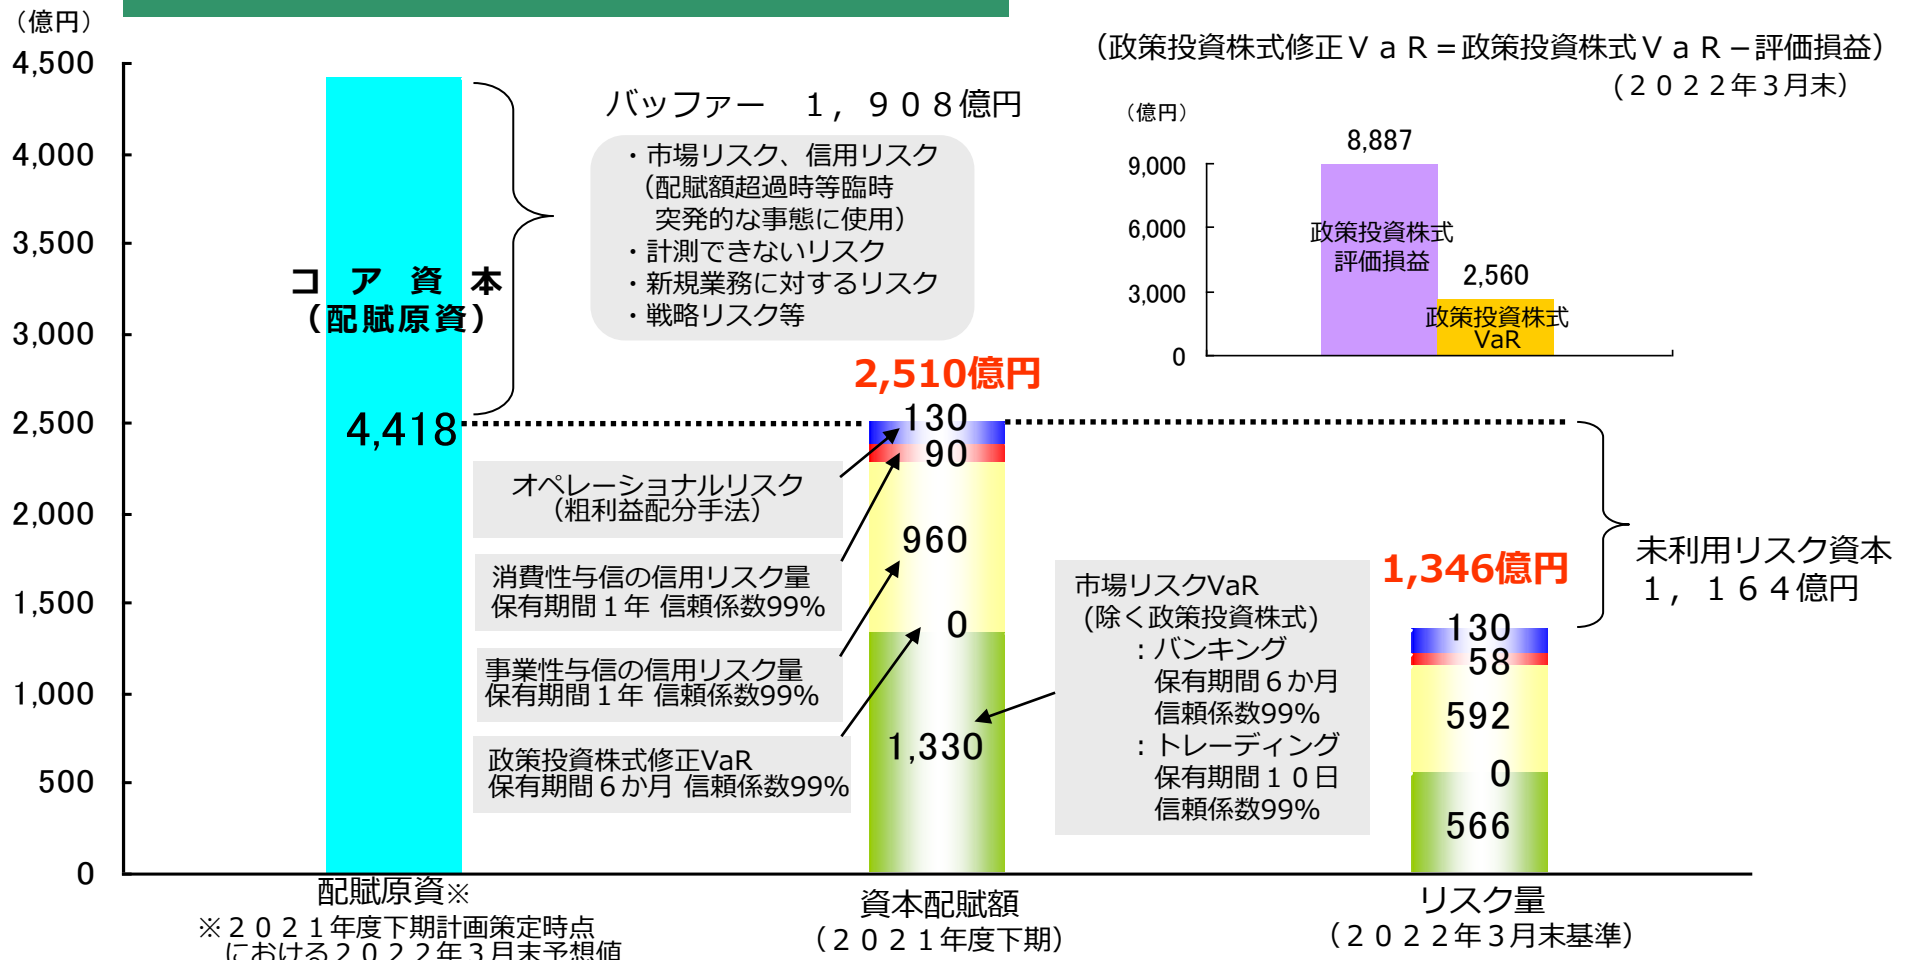 （億円）
4,500
4,000
3,500
3,000
2,500
2,000
1,500
1,000
500
0
コ ア 資 本
（配賦原資）
4,418
バッファー　１，９０８億円
・市場リスク、信用リスク
（配賦額超過時等臨時
突発的な事態に使用）
・計測できないリスク
・新規業務に対するリスク
・戦略リスク等
（政策投資株式修正ＶａＲ＝政策投資株式ＶａＲ－評価損益）
（２０２２年３月末）
（億円）
9,000
6,000
3,000
0
8,887
政策投資株式
評価損益
2,560
政策投資株式
VaR
2,510億円
130
90
960
0
1,330
オペレーショナルリスク
（粗利益配分手法）
消費性与信の信用リスク量
保有期間１年 信頼係数99%
事業性与信の信用リスク量
保有期間１年 信頼係数99%
政策投資株式修正VaR
保有期間６か月 信頼係数99%
市場リスクVaR
(除く政策投資株式)
：バンキング
保有期間６か月
信頼係数99%
：トレーディング
保有期間１０日
信頼係数99%
1,346億円
130
58
592
0
566
未利用リスク資本
１，１６４億円
配賦原資※
※２０２１年度下期計画策定時点
における２０２２年３月末予想値
資本配賦額
（２０２１年度下期）
リスク量
（２０２２年３月末基準）